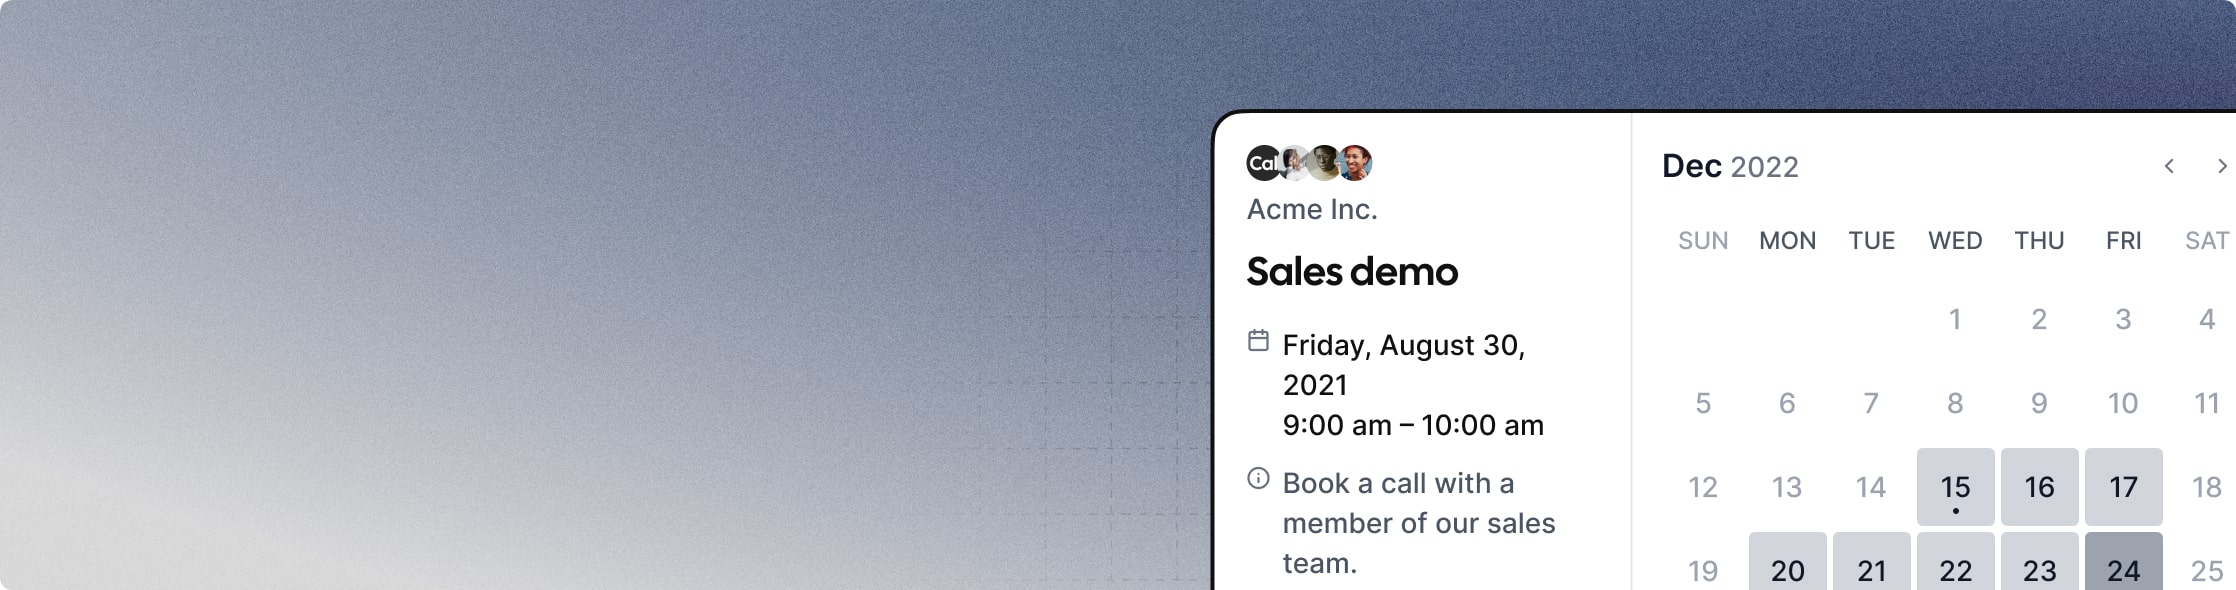 Cal
Acme Inc.
Sales demo
Friday, August 30,
2021
9:00 am – 10:00 am
Book a call with a
member of our sales
team.
Dec 2022
SUN MON TUE WED THU FRI SAT
1 2 3 4
5 6 7 8 9 10 11
12 13 14 15 16 17 18
19 20 21 22 23 24 25